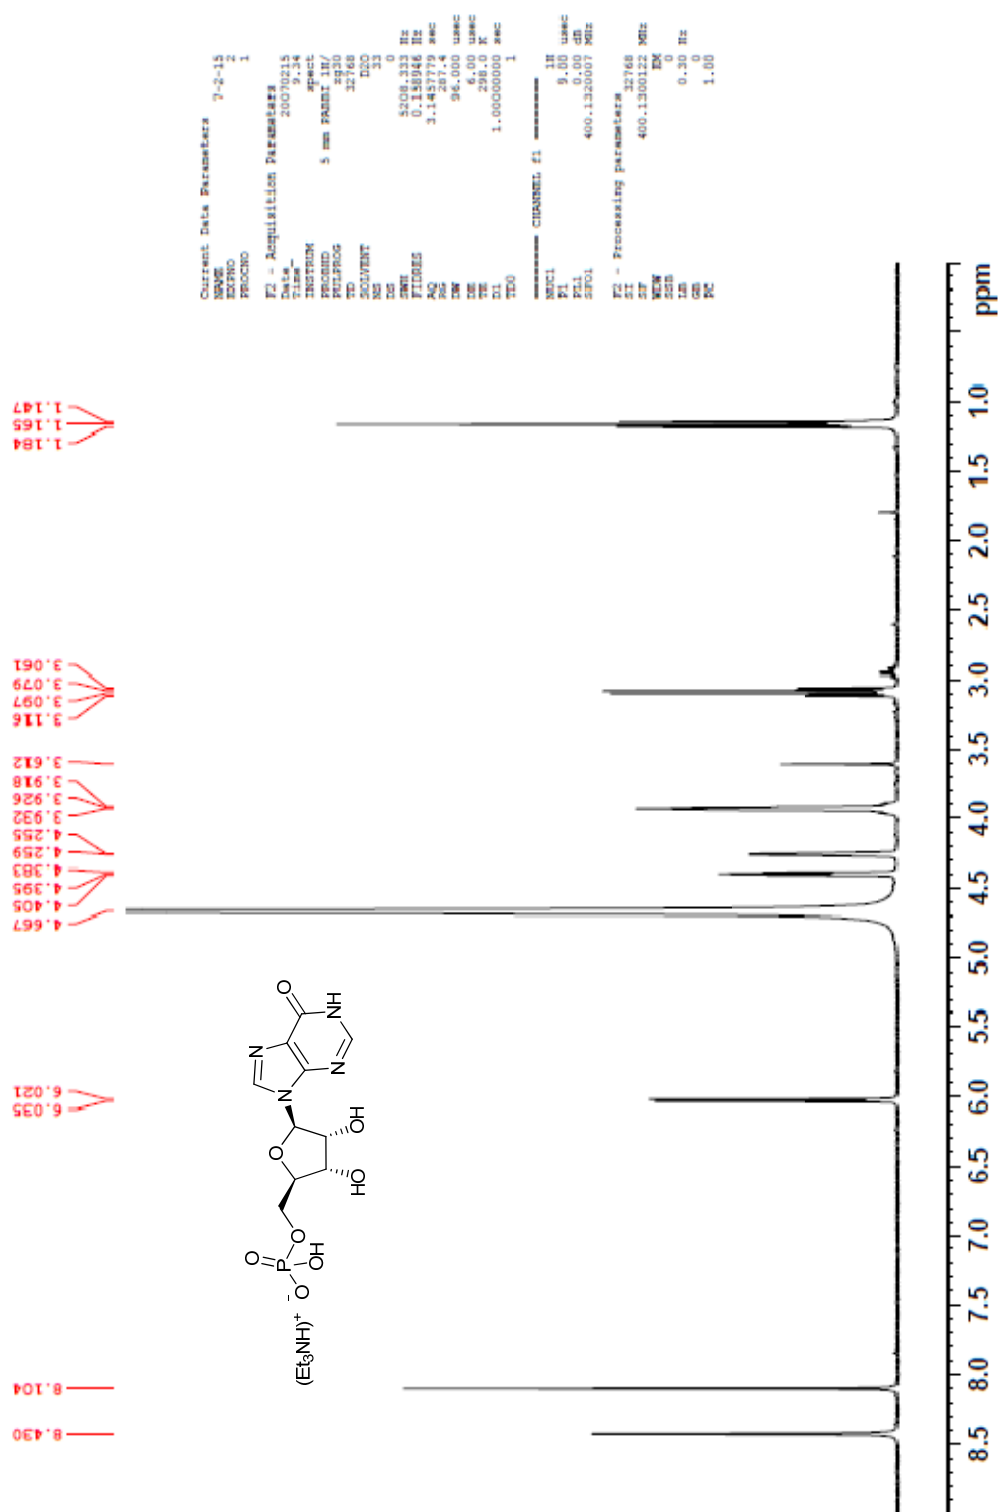 8.430
8.104
6.035
6.021
4.667
4.405
4.395
4.383
4.259
4.255
3.932
3.926
3.918
3.612
3.116
3.097
3.079
3.061
1.184
1.165
1.147
Current Data Parameters
NAME 7-2-15
EXPNO 2
PROCNO 1
F2 - Acquisition Parameters
Date_ 20070215
Time 9.34
INSTRUM spect
PROBHD 5 mm PABBI 1H/
PULPROG zg30
TD 32768
SOLVENT D2O
NS 33
DS 0
SWH 5208.333 Hz
FIDRES 0.158946 Hz
AQ 3.1457779 sec
RG 287.4
DW 96.000 usec
DE 6.00 usec
TE 298.0 K
D1 1.00000000 sec
TD0 1
======== CHANNEL f1 ========
NUC1 1H
P1 9.00 usec
PL1 0.00 dB
SFO1 400.1320007 MHz
F2 - Processing parameters
SI 32768
SF 400.1300122 MHz
WDW EM
SSB 0
LB 0.30 Hz
GB 0
PC 1.00
O
N
NH
N
N
O
OH
HO
O
O
P
OH
O
-
(Et3NH)+
8.5 8.0 7.5 7.0 6.5 6.0 5.5 5.0 4.5 4.0 3.5 3.0 2.5 2.0 1.5 1.0 ppm